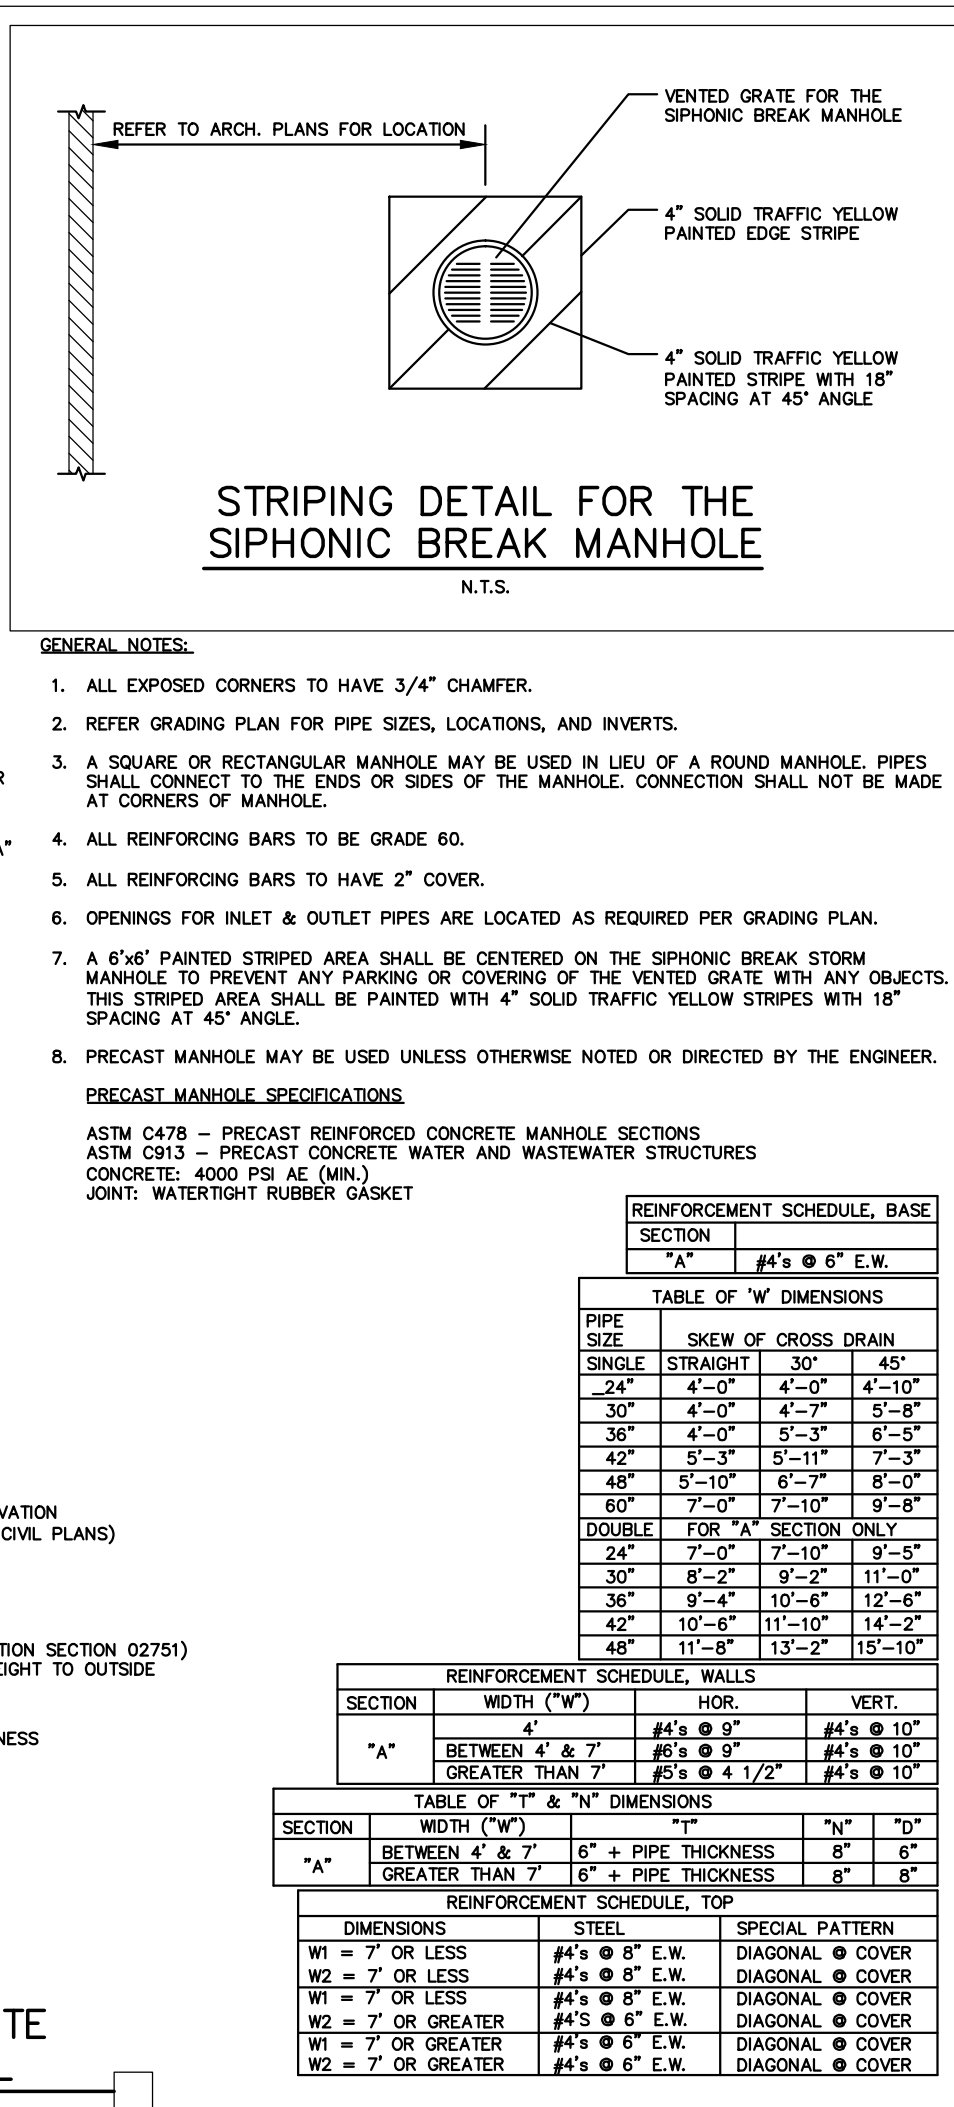 VENTED GRATE FOR THE
SIPHONIC BREAK MANHOLE
REFER TO ARCH. PLANS FOR LOCATION
4" SOLID TRAFFIC YELLOW
PAINTED EDGE STRIPE
4" SOLID TRAFFIC YELLOW
PAINTED STRIPE WITH 18"
SPACING AT 45° ANGLE
STRIPING DETAIL FOR THE
SIPHONIC BREAK MANHOLE
N.T.S.
GENERAL NOTES:
1. ALL EXPOSED CORNERS TO HAVE 3/4" CHAMFER.
2. REFER GRADING PLAN FOR PIPE SIZES, LOCATIONS, AND INVERTS.
3. A SQUARE OR RECTANGULAR MANHOLE MAY BE USED IN LIEU OF A ROUND MANHOLE. PIPES
SHALL CONNECT TO THE ENDS OR SIDES OF THE MANHOLE. CONNECTION SHALL NOT BE MADE
AT CORNERS OF MANHOLE.
R
4. ALL REINFORCING BARS TO BE GRADE 60.
A"
5. ALL REINFORCING BARS TO HAVE 2" COVER.
6. OPENINGS FOR INLET & OUTLET PIPES ARE LOCATED AS REQUIRED PER GRADING PLAN.
7. A 6'x6' PAINTED STRIPED AREA SHALL BE CENTERED ON THE SIPHONIC BREAK STORM
MANHOLE TO PREVENT ANY PARKING OR COVERING OF THE VENTED GRATE WITH ANY OBJECTS.
THIS STRIPED AREA SHALL BE PAINTED WITH 4" SOLID TRAFFIC YELLOW STRIPES WITH 18"
SPACING AT 45° ANGLE.
8. PRECAST MANHOLE MAY BE USED UNLESS OTHERWISE NOTED OR DIRECTED BY THE ENGINEER.
PRECAST MANHOLE SPECIFICATIONS
ASTM C478 – PRECAST REINFORCED CONCRETE MANHOLE SECTIONS
ASTM C913 – PRECAST CONCRETE WATER AND WASTEWATER STRUCTURES
CONCRETE: 4000 PSI AE (MIN.)
JOINT: WATERTIGHT RUBBER GASKET
REINFORCEMENT SCHEDULE, BASE
SECTION
"A" #4's @ 6" E.W.
TABLE OF 'W' DIMENSIONS
PIPE
SIZE SKEW OF CROSS DRAIN
SINGLE STRAIGHT 30° 45°
_24" 4'–0" 4'–0" 4'–10"
30" 4'–0" 4'–7" 5'–8"
36" 4'–0" 5'–3" 6'–5"
42" 5'–3" 5'–11" 7'–3"
48" 5'–10" 6'–7" 8'–0"
60" 7'–0" 7'–10" 9'–8"
DOUBLE FOR "A" SECTION ONLY
24" 7'–0" 7'–10" 9'–5"
30" 8'–2" 9'–2" 11'–0"
36" 9'–4" 10'–6" 12'–6"
42" 10'–6" 11'–10" 14'–2"
48" 11'–8" 13'–2" 15'–10"
VATION
CIVIL PLANS)
TION SECTION 02751)
EIGHT TO OUTSIDE
NESS
REINFORCEMENT SCHEDULE, WALLS
SECTION WIDTH ("W") HOR. VERT.
4' #4's @ 9" #4's @ 10"
"A" BETWEEN 4' & 7' #6's @ 9" #4's @ 10"
GREATER THAN 7' #5's @ 4 1/2" #4's @ 10"
TABLE OF "T" & "N" DIMENSIONS
SECTION WIDTH ("W") "T" "N" "D"
"A" BETWEEN 4' & 7' 6" + PIPE THICKNESS 8" 6"
GREATER THAN 7' 6" + PIPE THICKNESS 8" 8"
REINFORCEMENT SCHEDULE, TOP
DIMENSIONS STEEL SPECIAL PATTERN
W1 = 7' OR LESS #4's @ 8" E.W. DIAGONAL @ COVER
W2 = 7' OR LESS #4's @ 8" E.W. DIAGONAL @ COVER
W1 = 7' OR LESS #4's @ 8" E.W. DIAGONAL @ COVER
W2 = 7' OR GREATER #4'S @ 6" E.W. DIAGONAL @ COVER
W1 = 7' OR GREATER #4's @ 6" E.W. DIAGONAL @ COVER
W2 = 7' OR GREATER #4's @ 6" E.W. DIAGONAL @ COVER
TE